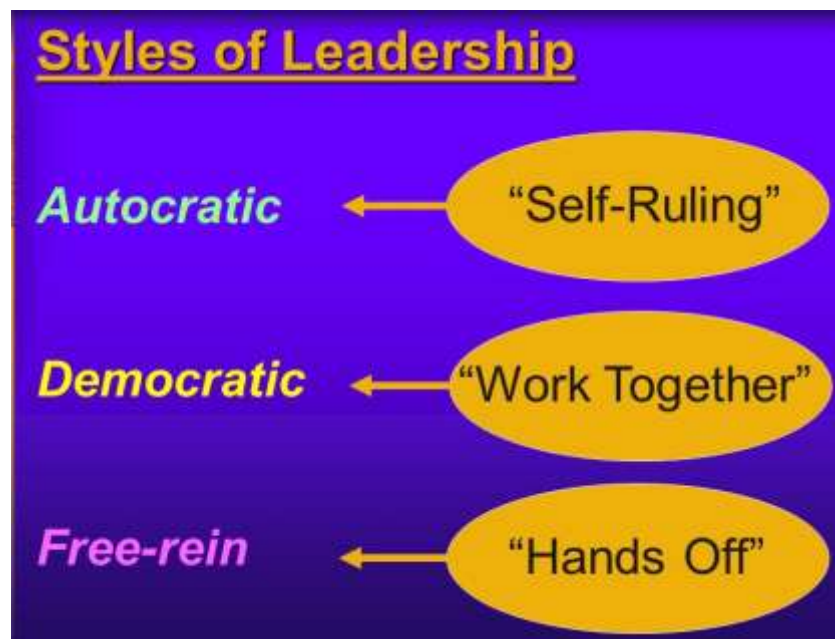 Styles of Leadership
Autocratic
“Self-Ruling”
Democratic
“Work Together”
Free-rein
“Hands Off”